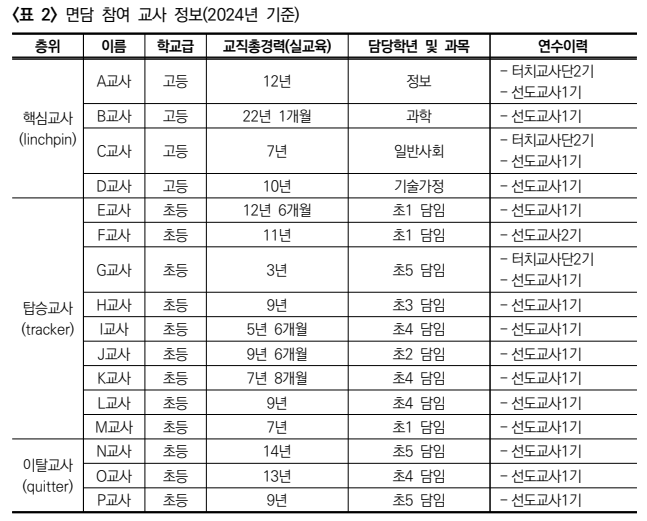 <표 2> 면담 참여 교사 정보(2024년 기준)
층위 이름 학교급 교직총경력(실교육) 담당학년 및 과목 연수이력
핵심교사
(linchpin)
A교사 고등 12년 정보 - 터치교사단2기
- 선도교사1기
B교사 고등 22년 1개월 과학 - 선도교사1기
C교사 고등 7년 일반사회 - 터치교사단2기
- 선도교사1기
D교사 고등 10년 기술가정 - 선도교사1기
탑승교사
(tracker)
E교사 초등 12년 6개월 초1 담임 - 선도교사1기
F교사 초등 11년 초1 담임 - 선도교사2기
G교사 초등 3년 초5 담임 - 터치교사단2기
- 선도교사1기
H교사 초등 9년 초3 담임 - 선도교사1기
I교사 초등 5년 6개월 초4 담임 - 선도교사1기
J교사 초등 9년 6개월 초2 담임 - 선도교사1기
K교사 초등 7년 8개월 초4 담임 - 선도교사1기
L교사 초등 9년 초4 담임 - 선도교사1기
M교사 초등 7년 초1 담임 - 선도교사1기
이탈교사
(quitter)
N교사 초등 14년 초5 담임 - 선도교사1기
O교사 초등 13년 초4 담임 - 선도교사1기
P교사 초등 9년 초5 담임 - 선도교사1기